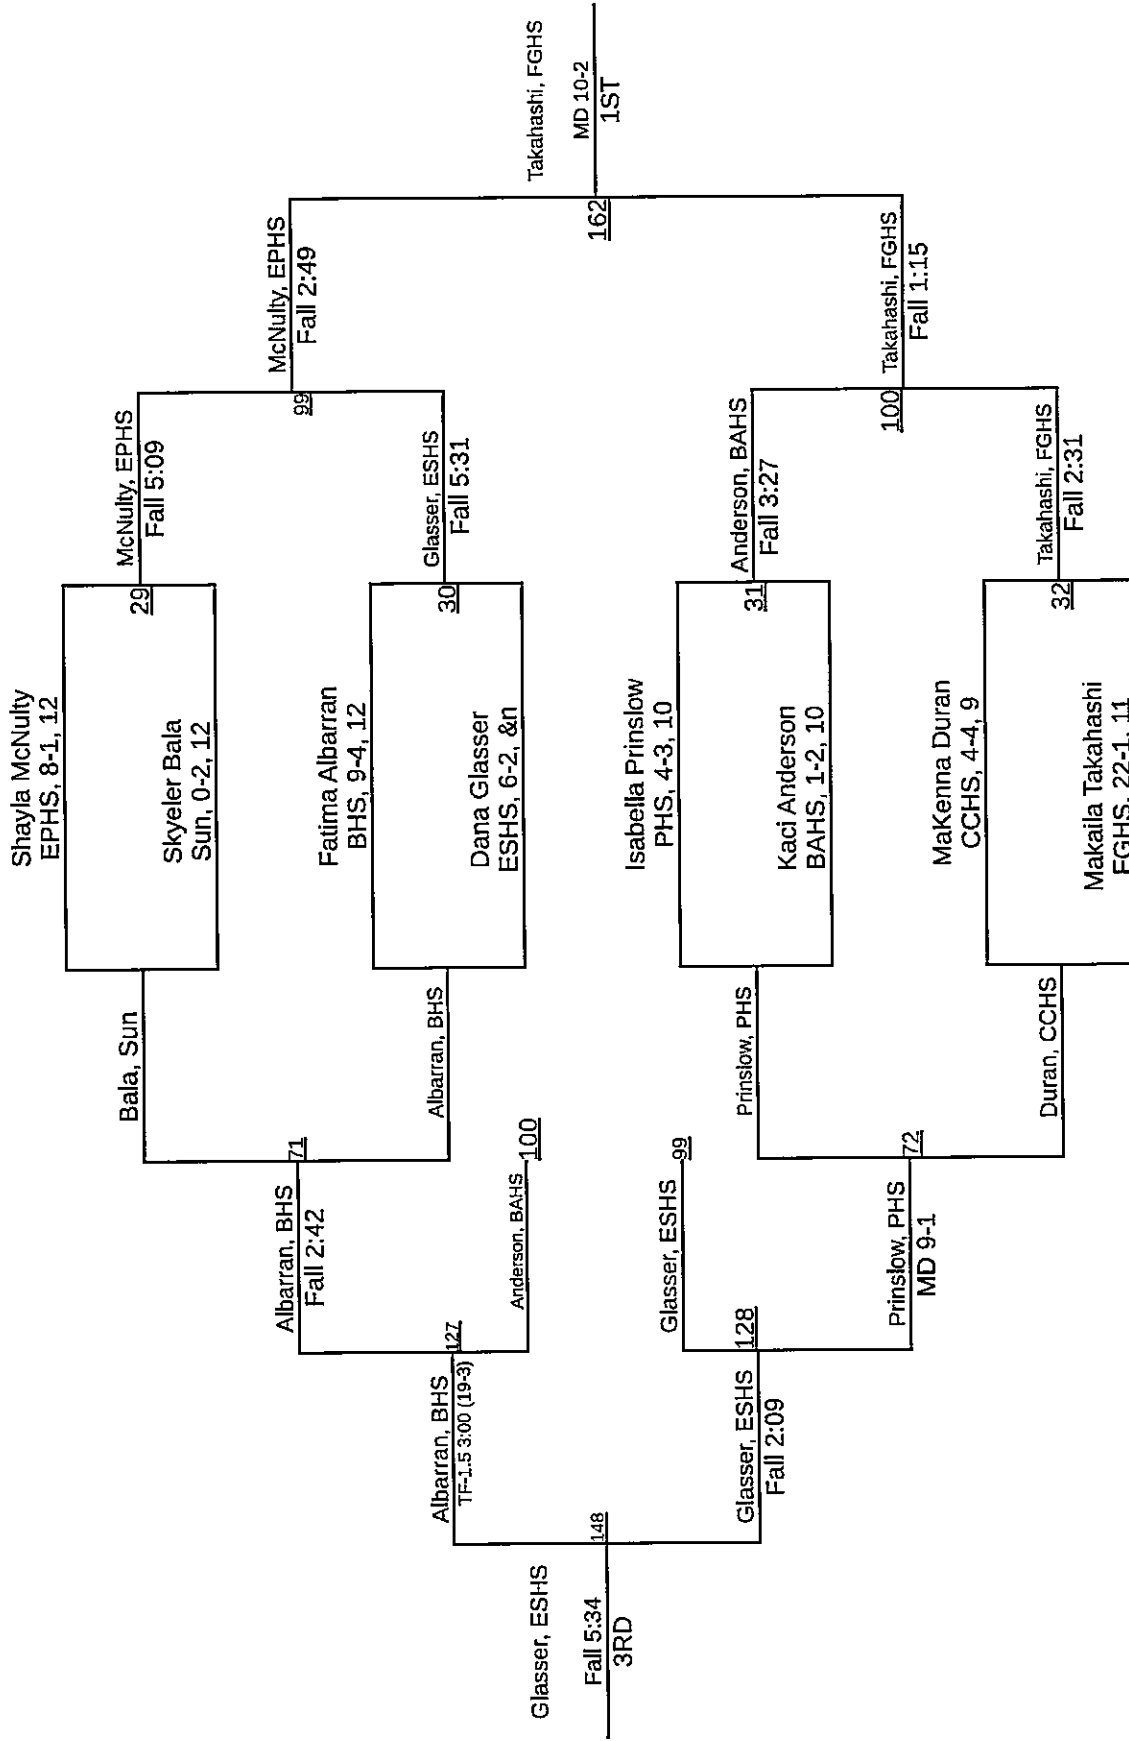 Shayla McNulty
EPHS, 8-1, 12
Skyeler Bala
Sun, 0-2, 12
29
McNulty, EPHS
Fall 5:09
Fatima Albarran
BHS, 9-4, 12
Dana Glasser
ESHS, 6-2, &n
30
Glasser, ESHS
Fall 5:31
99
McNulty, EPHS
Fall 2:49
Isabella Prinslow
PHS, 4-3, 10
Kaci Anderson
BAHS, 1-2, 10
31
Anderson, BAHS
Fall 3:27
MaKenna Duran
CCHS, 4-4, 9
Makaila Takahashi
FGHS, 22-1, 11
32
Takahashi, FGHS
Fall 2:31
100
Takahashi, FGHS
Fall 1:15
162
Takahashi, FGHS
MD 10-2
1ST
Bala, Sun
Albarran, BHS
71
Albarran, BHS
Fall 2:42
Anderson, BAHS
100
127
Albarran, BHS
TF-1.5 3:00 (19-3)
Prinslow, PHS
Duran, CCHS
72
Prinslow, PHS
MD 9-1
Glasser, ESHS
99
128
Glasser, ESHS
Fall 2:09
148
Glasser, ESHS
Fall 5:34
3RD